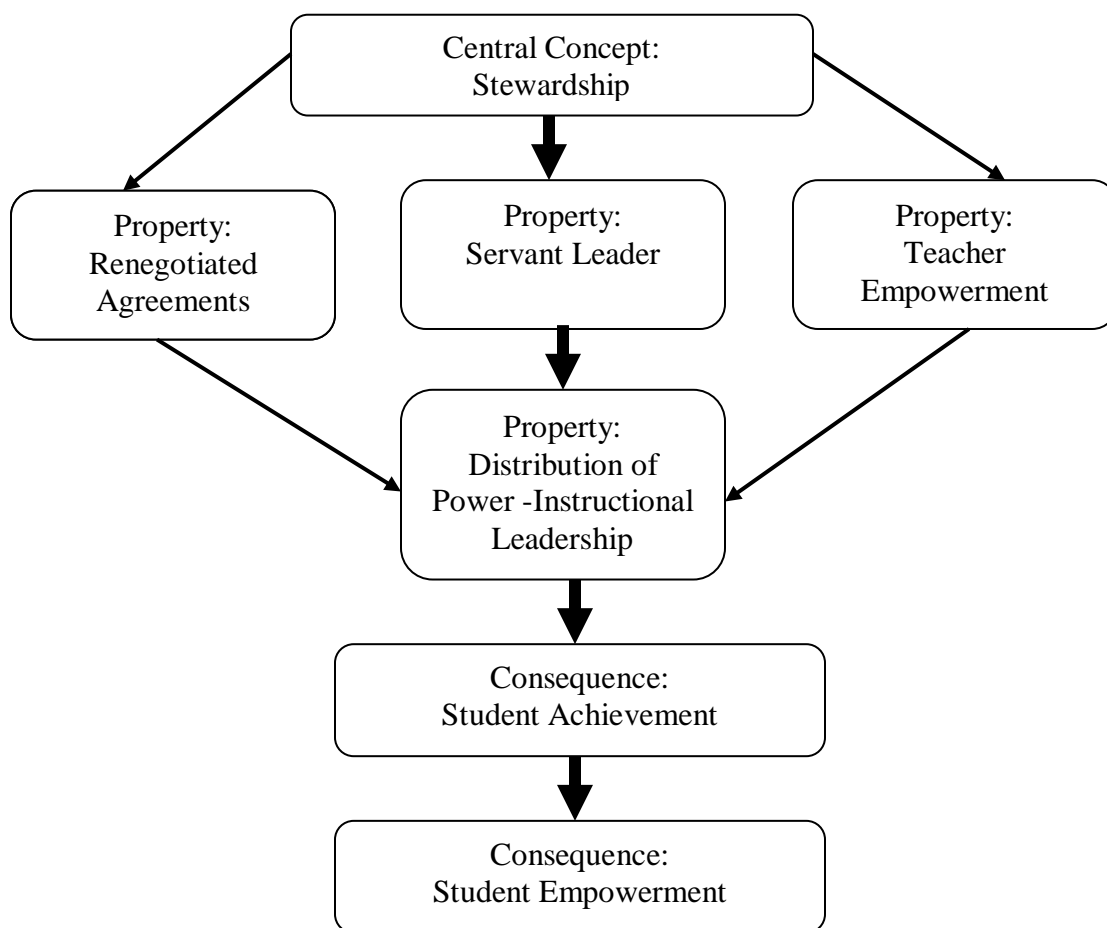 Central Concept:
Stewardship
Property:
Renegotiated
Agreements
Property:
Servant Leader
Property:
Teacher
Empowerment
Property:
Distribution of
Power -Instructional
Leadership
Consequence:
Student Achievement
Consequence:
Student Empowerment